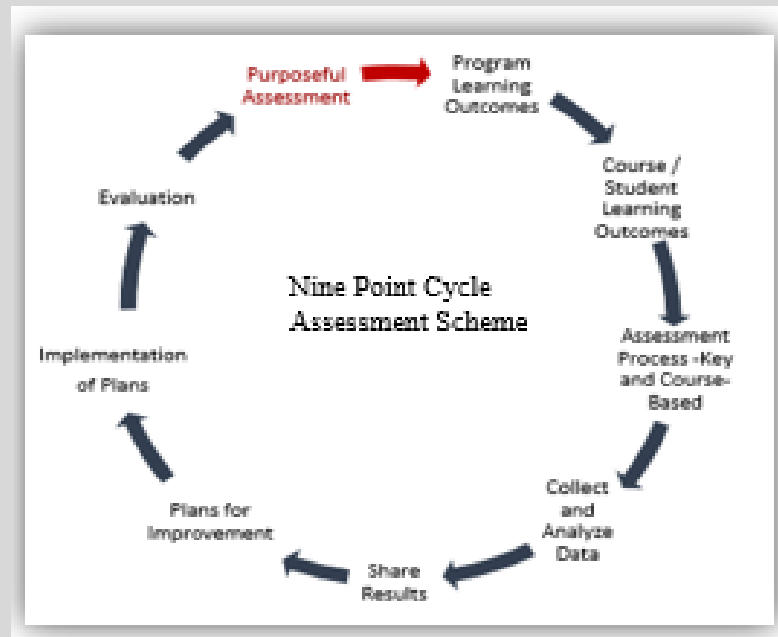 Purposeful
Assessment
Program
Learning
Outcomes
Course /
Student
Learning
Outcomes
Assessment
Process -Key
and Course-
Based
Collect
and
Analyze
Data
Share
Results
Plans for
Improvement
Implementation
of Plans
Evaluation
Nine Point Cycle
Assessment Scheme